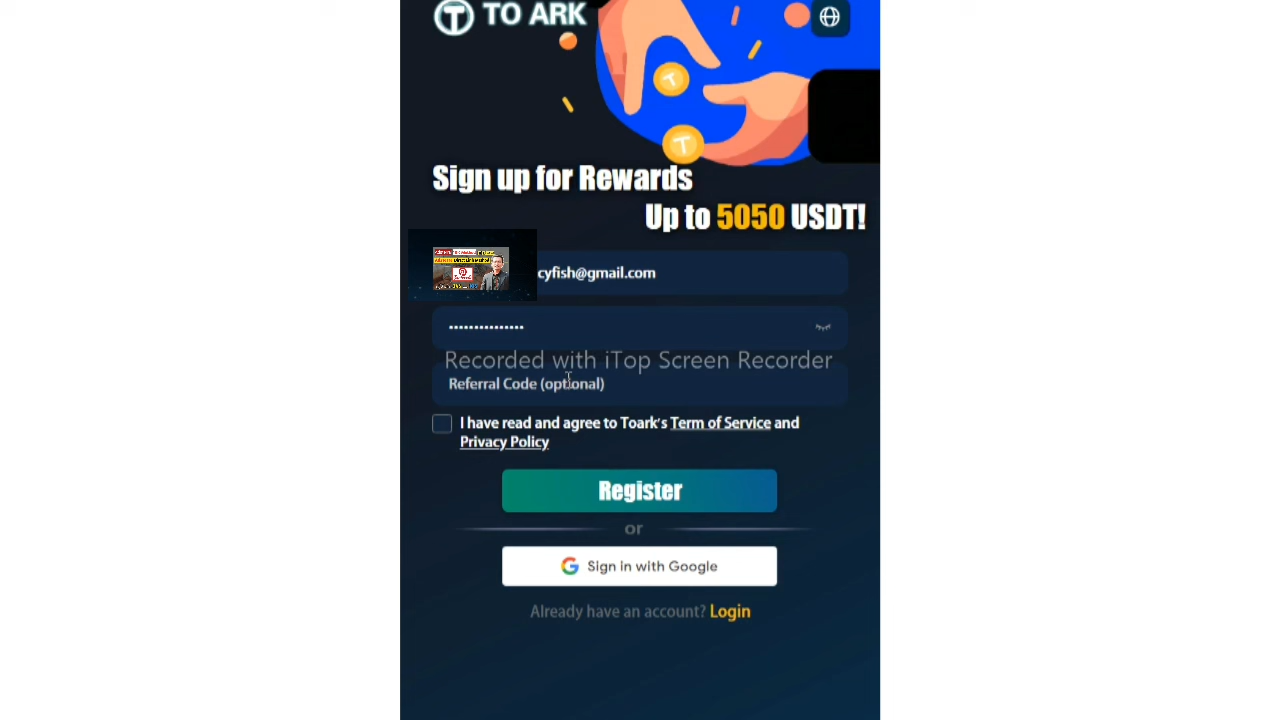 TO ARK
Sign up for Rewards
Up to 5050 USDT!
cyfish@gmail.com
•••••••••••••••
Recorded with iTop Screen Recorder
Referral Code (optional)
I have read and agree to Toark's Term of Service and
Privacy Policy
Register
or
Sign in with Google
Already have an account? Login